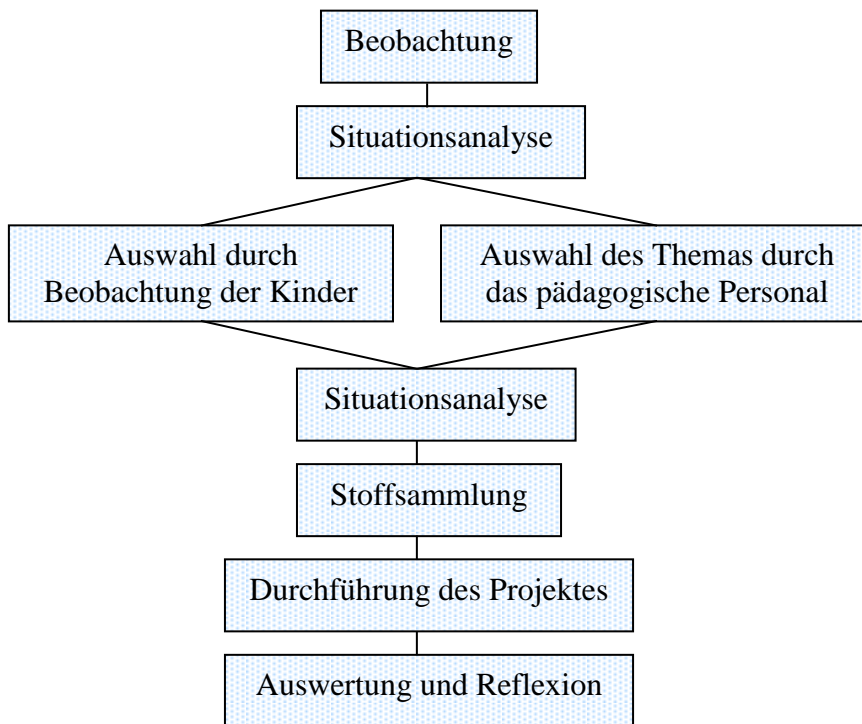 Beobachtung
Situationsanalyse
Auswahl durch
Beobachtung der Kinder
Auswahl des Themas durch
das pädagogische Personal
Situationsanalyse
Stoffsammlung
Durchführung des Projektes
Auswertung und Reflexion